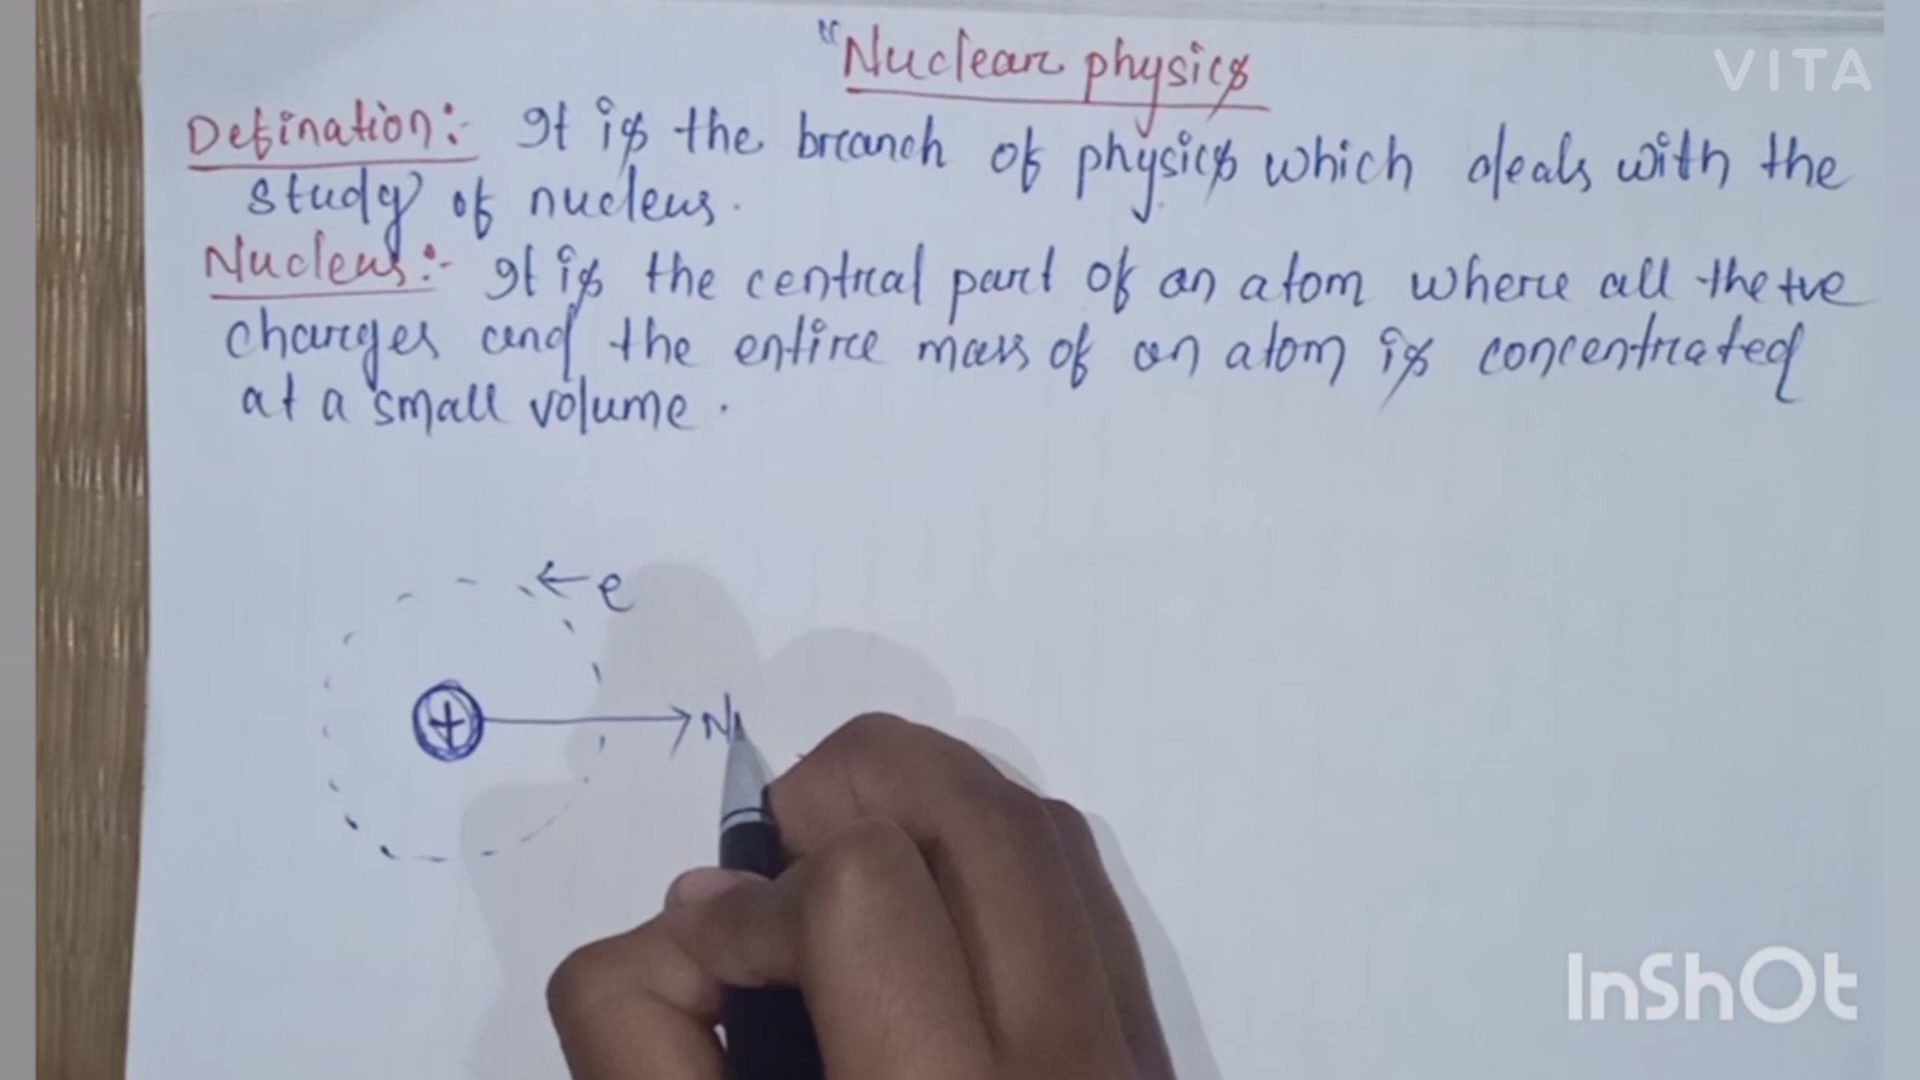 "Nuclear physics
VITA
Defination:- It is the branch of physics which deals with the
study of nucleus.
Nucleus:- It is the central part of an atom where all the +ve
charges and the entire mass of an atom is concentrated
at a small volume.
← e
+
Nu
InShOt